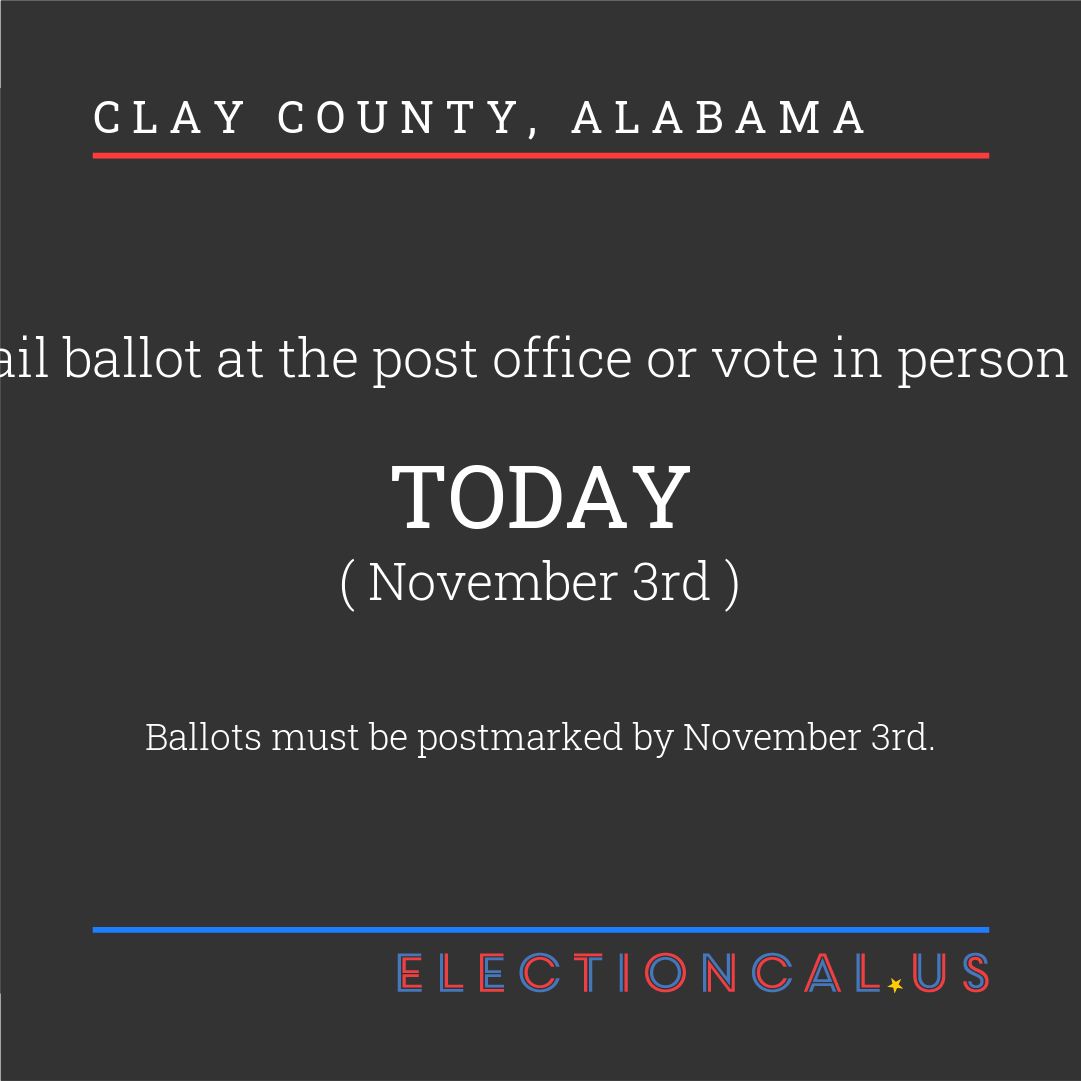 CLAY COUNTY, ALABAMA
ail ballot at the post office or vote in person
TODAY
( November 3rd )
Ballots must be postmarked by November 3rd.
ELECTIONCAL.US